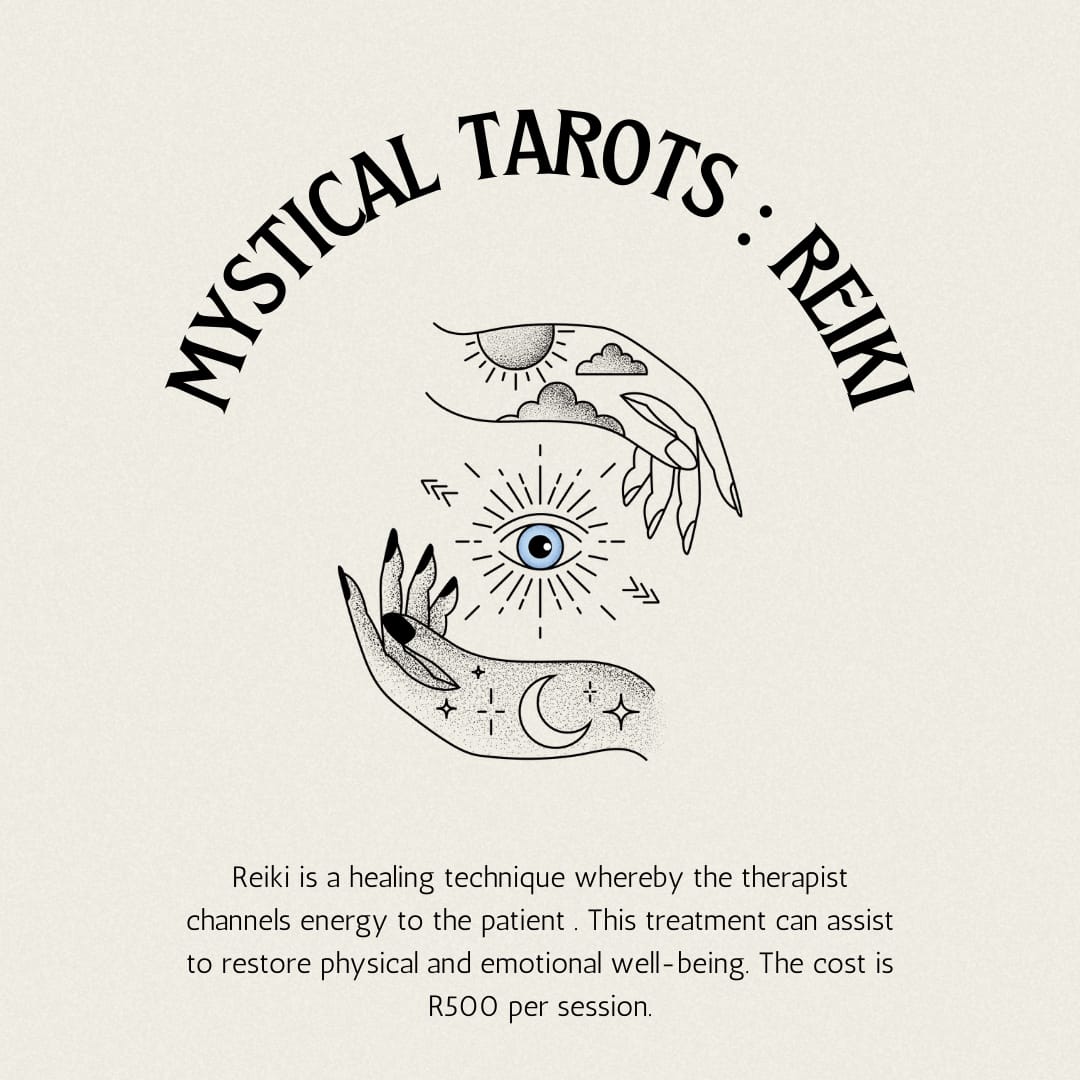 MYSTICAL TAROTS : REIKI
Reiki is a healing technique whereby the therapist
channels energy to the patient . This treatment can assist
to restore physical and emotional well-being. The cost is
R500 per session.